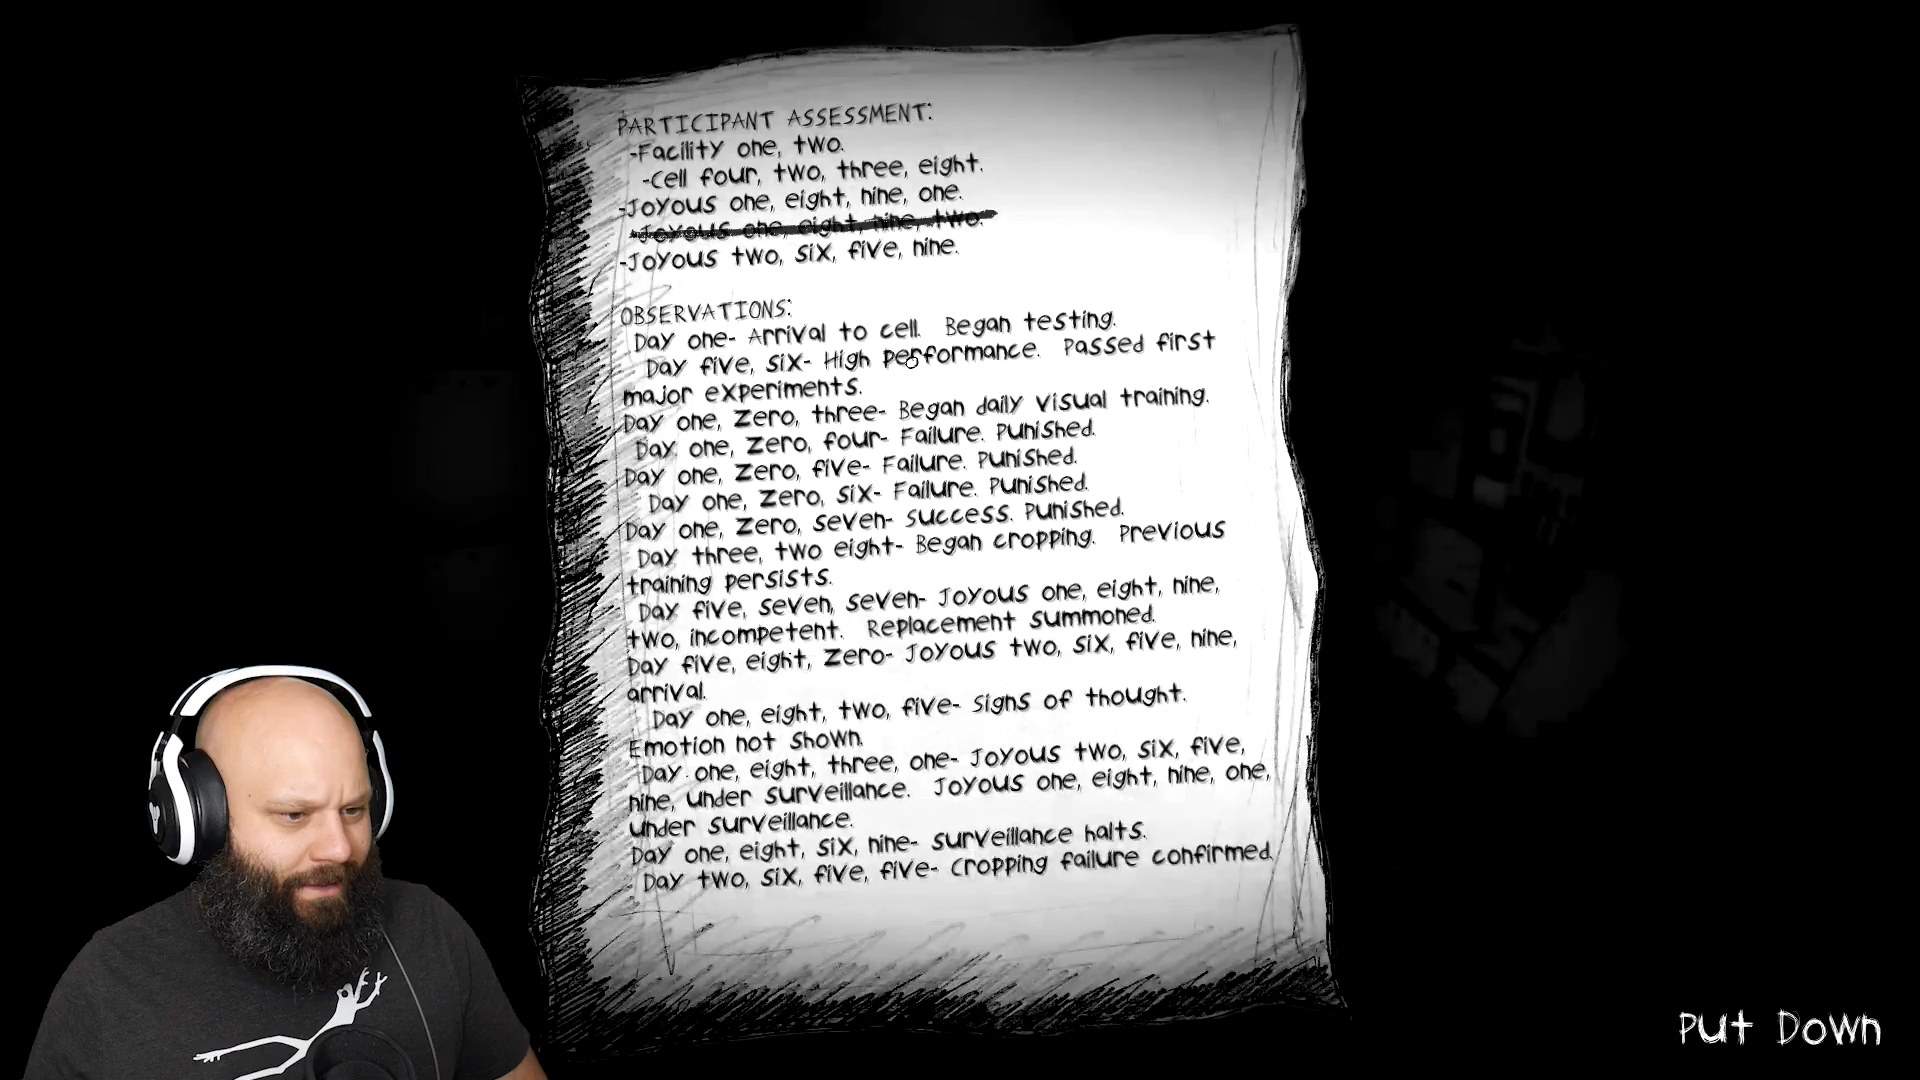 PARTICIPANT ASSESSMENT:
-Facility one, two.
-Cell four, two, three, eight.
-Joyous one, eight, nine, one.
-Joyous one, eight, nine, two.
-Joyous two, six, five, nine.
OBSERVATIONS:
Day one- Arrival to cell. Began testing.
Day five, six- High performance. Passed first
major experiments.
Day one, zero, three- Began daily visual training.
Day one, zero, four- Failure. Punished.
Day one, zero, five- Failure. Punished.
Day one, zero, six- Failure. Punished.
Day one, zero, seven- Success. Punished.
Day three, two eight- Began cropping. Previous
training persists.
Day five, seven, seven- Joyous one, eight, nine,
two, incompetent. Replacement summoned.
Day five, eight, zero- Joyous two, six, five, nine,
arrival.
Day one, eight, two, five- Signs of thought.
Emotion not shown.
Day one, eight, three, one- Joyous two, six, five,
nine, under surveillance. Joyous one, eight, nine, one,
under surveillance.
Day one, eight, six, nine- Surveillance halts.
Day two, six, five, five- Cropping failure confirmed.
Put Down